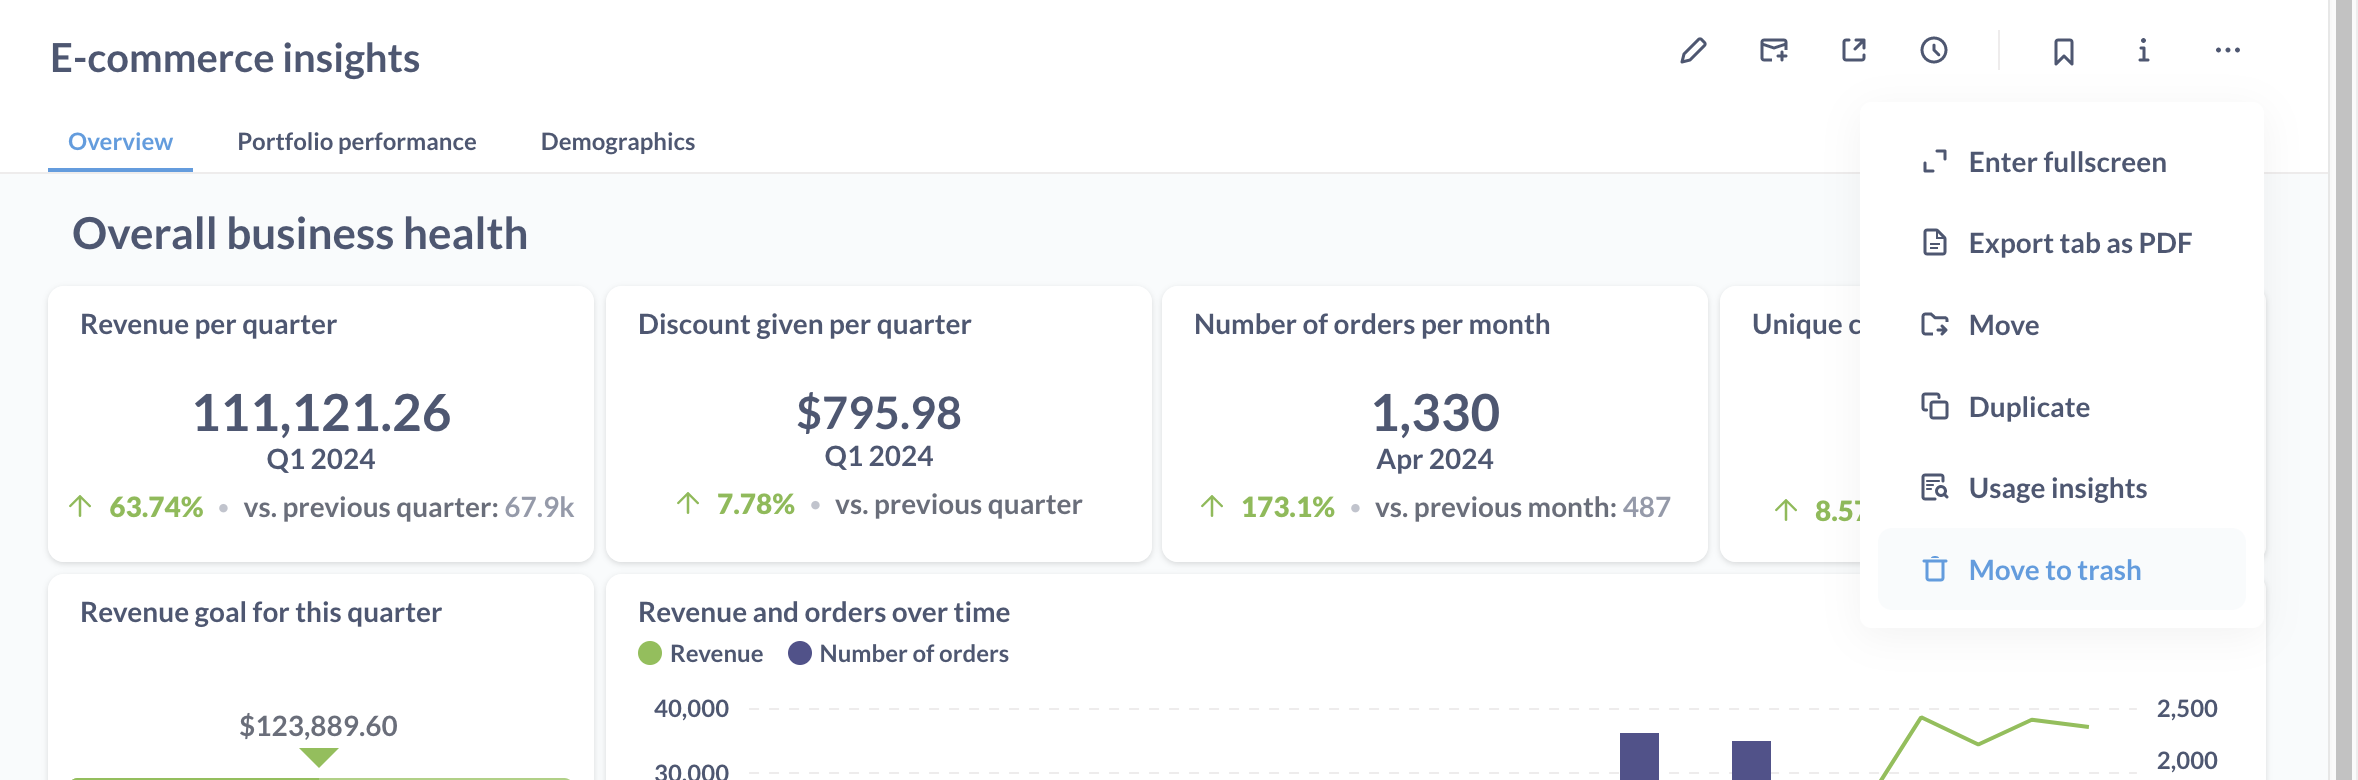 E-commerce insights
Overview
Portfolio performance
Demographics
Enter fullscreen
Export tab as PDF
Move
Duplicate
Usage insights
Move to trash
Overall business health
Revenue per quarter
111,121.26
Q1 2024
63.74% • vs. previous quarter: 67.9k
Discount given per quarter
$795.98
Q1 2024
7.78% • vs. previous quarter
Number of orders per month
1,330
Apr 2024
173.1% • vs. previous month: 487
Unique
8.57
Revenue goal for this quarter
$123,889.60
Revenue and orders over time
Revenue
Number of orders
40,000
30,000
2,500
2,000